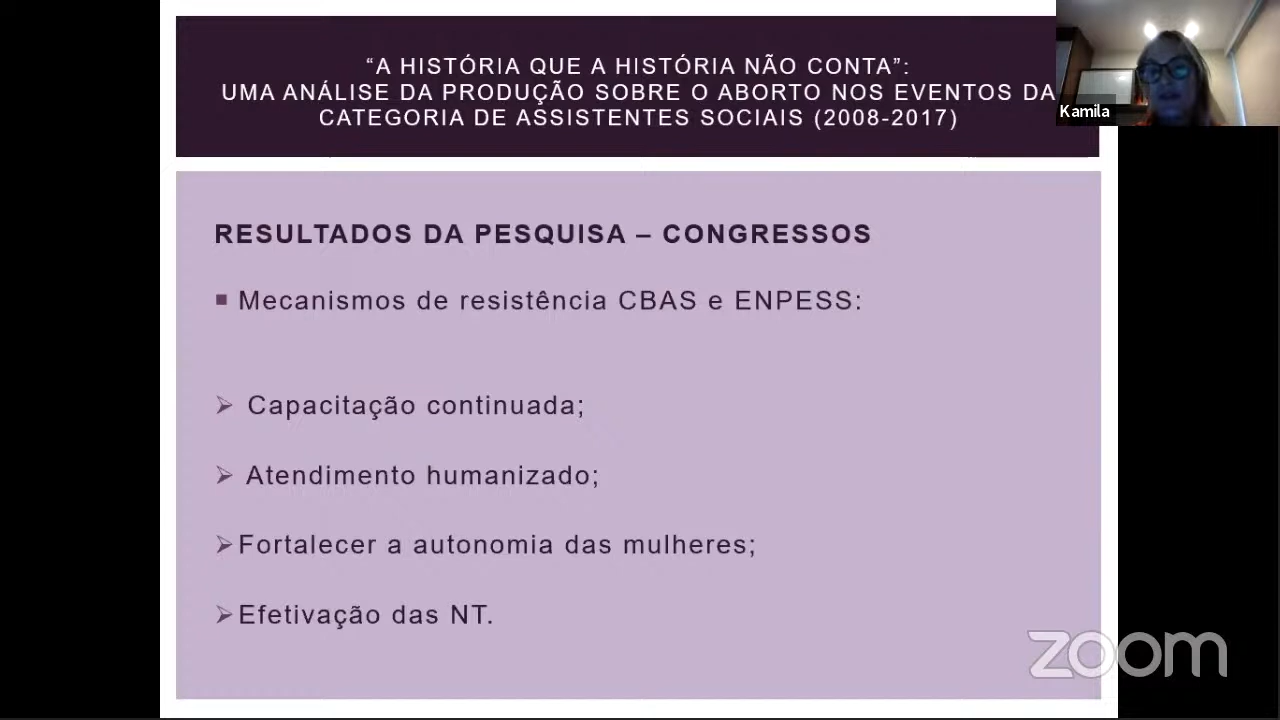 “A HISTÓRIA QUE A HISTÓRIA NÃO CONTA”:
UMA ANÁLISE DA PRODUÇÃO SOBRE O ABORTO NOS EVENTOS DA
CATEGORIA DE ASSISTENTES SOCIAIS (2008-2017)
Kamila
RESULTADOS DA PESQUISA – CONGRESSOS
Mecanismos de resistência CBAS e ENPESS:
Capacitação continuada;
Atendimento humanizado;
Fortalecer a autonomia das mulheres;
Efetivação das NT.
zoom